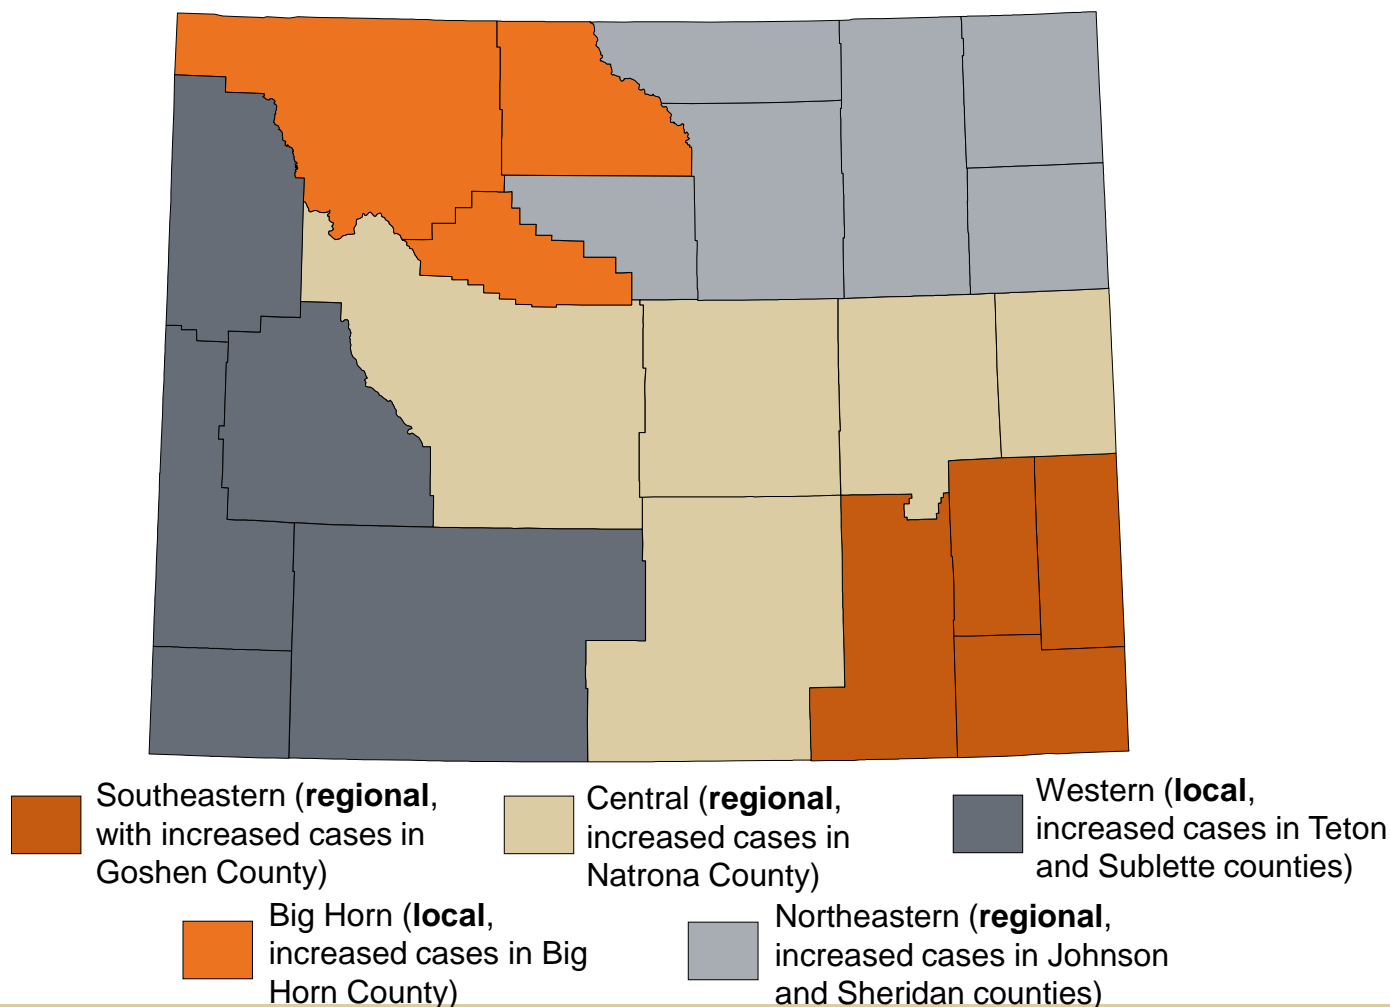 Southeastern (regional,
with increased cases in
Goshen County)
Central (regional,
increased cases in
Natrona County)
Western (local,
increased cases in Teton
and Sublette counties)
Big Horn (local,
increased cases in Big
Horn County)
Northeastern (regional,
increased cases in Johnson
and Sheridan counties)